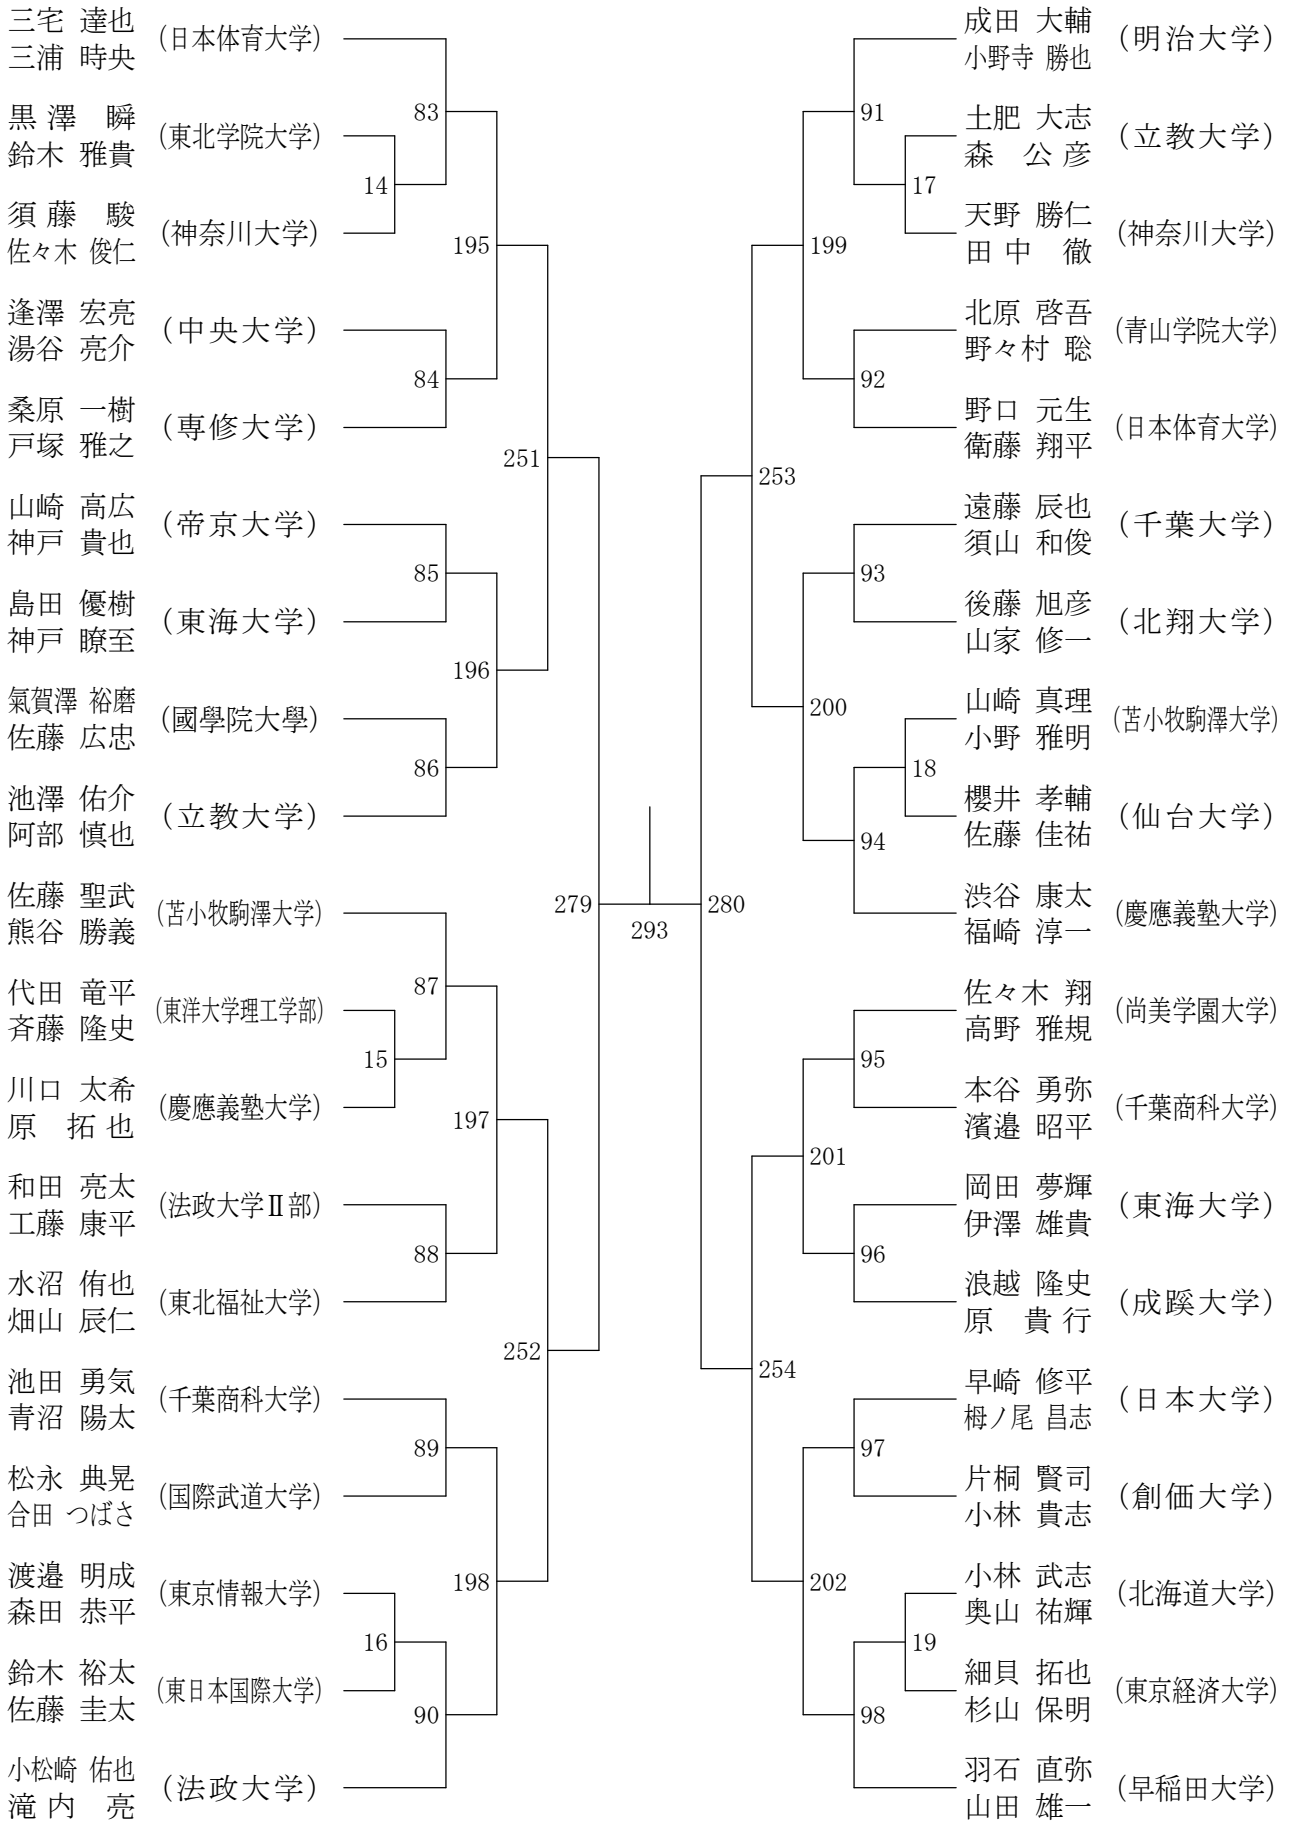 三宅 達也
三浦 時央
(日本体育大学)
黒澤 瞬
鈴木 雅貴
(東北学院大学)
須藤 駿
佐々木 俊仁
(神奈川大学)
逢澤 宏亮
湯谷 亮介
(中央大学)
桑原 一樹
戸塚 雅之
(専修大学)
山崎 高広
神戸 貴也
(帝京大学)
島田 優樹
神戸 瞭至
(東海大学)
氣賀澤 裕磨
佐藤 広忠
(國學院大學)
池澤 佑介
阿部 慎也
(立教大学)
佐藤 聖武
熊谷 勝義
(苫小牧駒澤大学)
代田 竜平
斉藤 隆史
(東洋大学理工学部)
川口 太希
原 拓也
(慶應義塾大学)
和田 亮太
工藤 康平
(法政大学Ⅱ部)
水沼 侑也
畑山 辰仁
(東北福祉大学)
池田 勇気
青沼 陽太
(千葉商科大学)
松永 典晃
合田 つばさ
(国際武道大学)
渡邉 明成
森田 恭平
(東京情報大学)
鈴木 裕太
佐藤 圭太
(東日本国際大学)
小松崎 佑也
滝内 亮
(法政大学)
14
15
16
83
84
85
86
87
88
89
90
195
196
197
198
251
252
279
293
280
253
254
199
200
201
202
91
92
93
94
95
96
97
98
17
18
19
成田 大輔
小野寺 勝也
(明治大学)
土肥 大志
森 公彦
(立教大学)
天野 勝仁
田中 徹
(神奈川大学)
北原 啓吾
野々村 聡
(青山学院大学)
野口 元生
衛藤 翔平
(日本体育大学)
遠藤 辰也
須山 和俊
(千葉大学)
後藤 旭彦
山家 修一
(北翔大学)
山崎 真理
小野 雅明
(苫小牧駒澤大学)
櫻井 孝輔
佐藤 佳祐
(仙台大学)
渋谷 康太
福崎 淳一
(慶應義塾大学)
佐々木 翔
高野 雅規
(尚美学園大学)
本谷 勇弥
濱邉 昭平
(千葉商科大学)
岡田 夢輝
伊澤 雄貴
(東海大学)
浪越 隆史
原 貴行
(成蹊大学)
早崎 修平
栂ノ尾 昌志
(日本大学)
片桐 賢司
小林 貴志
(創価大学)
小林 武志
奥山 祐輝
(北海道大学)
細貝 拓也
杉山 保明
(東京経済大学)
羽石 直弥
山田 雄一
(早稲田大学)